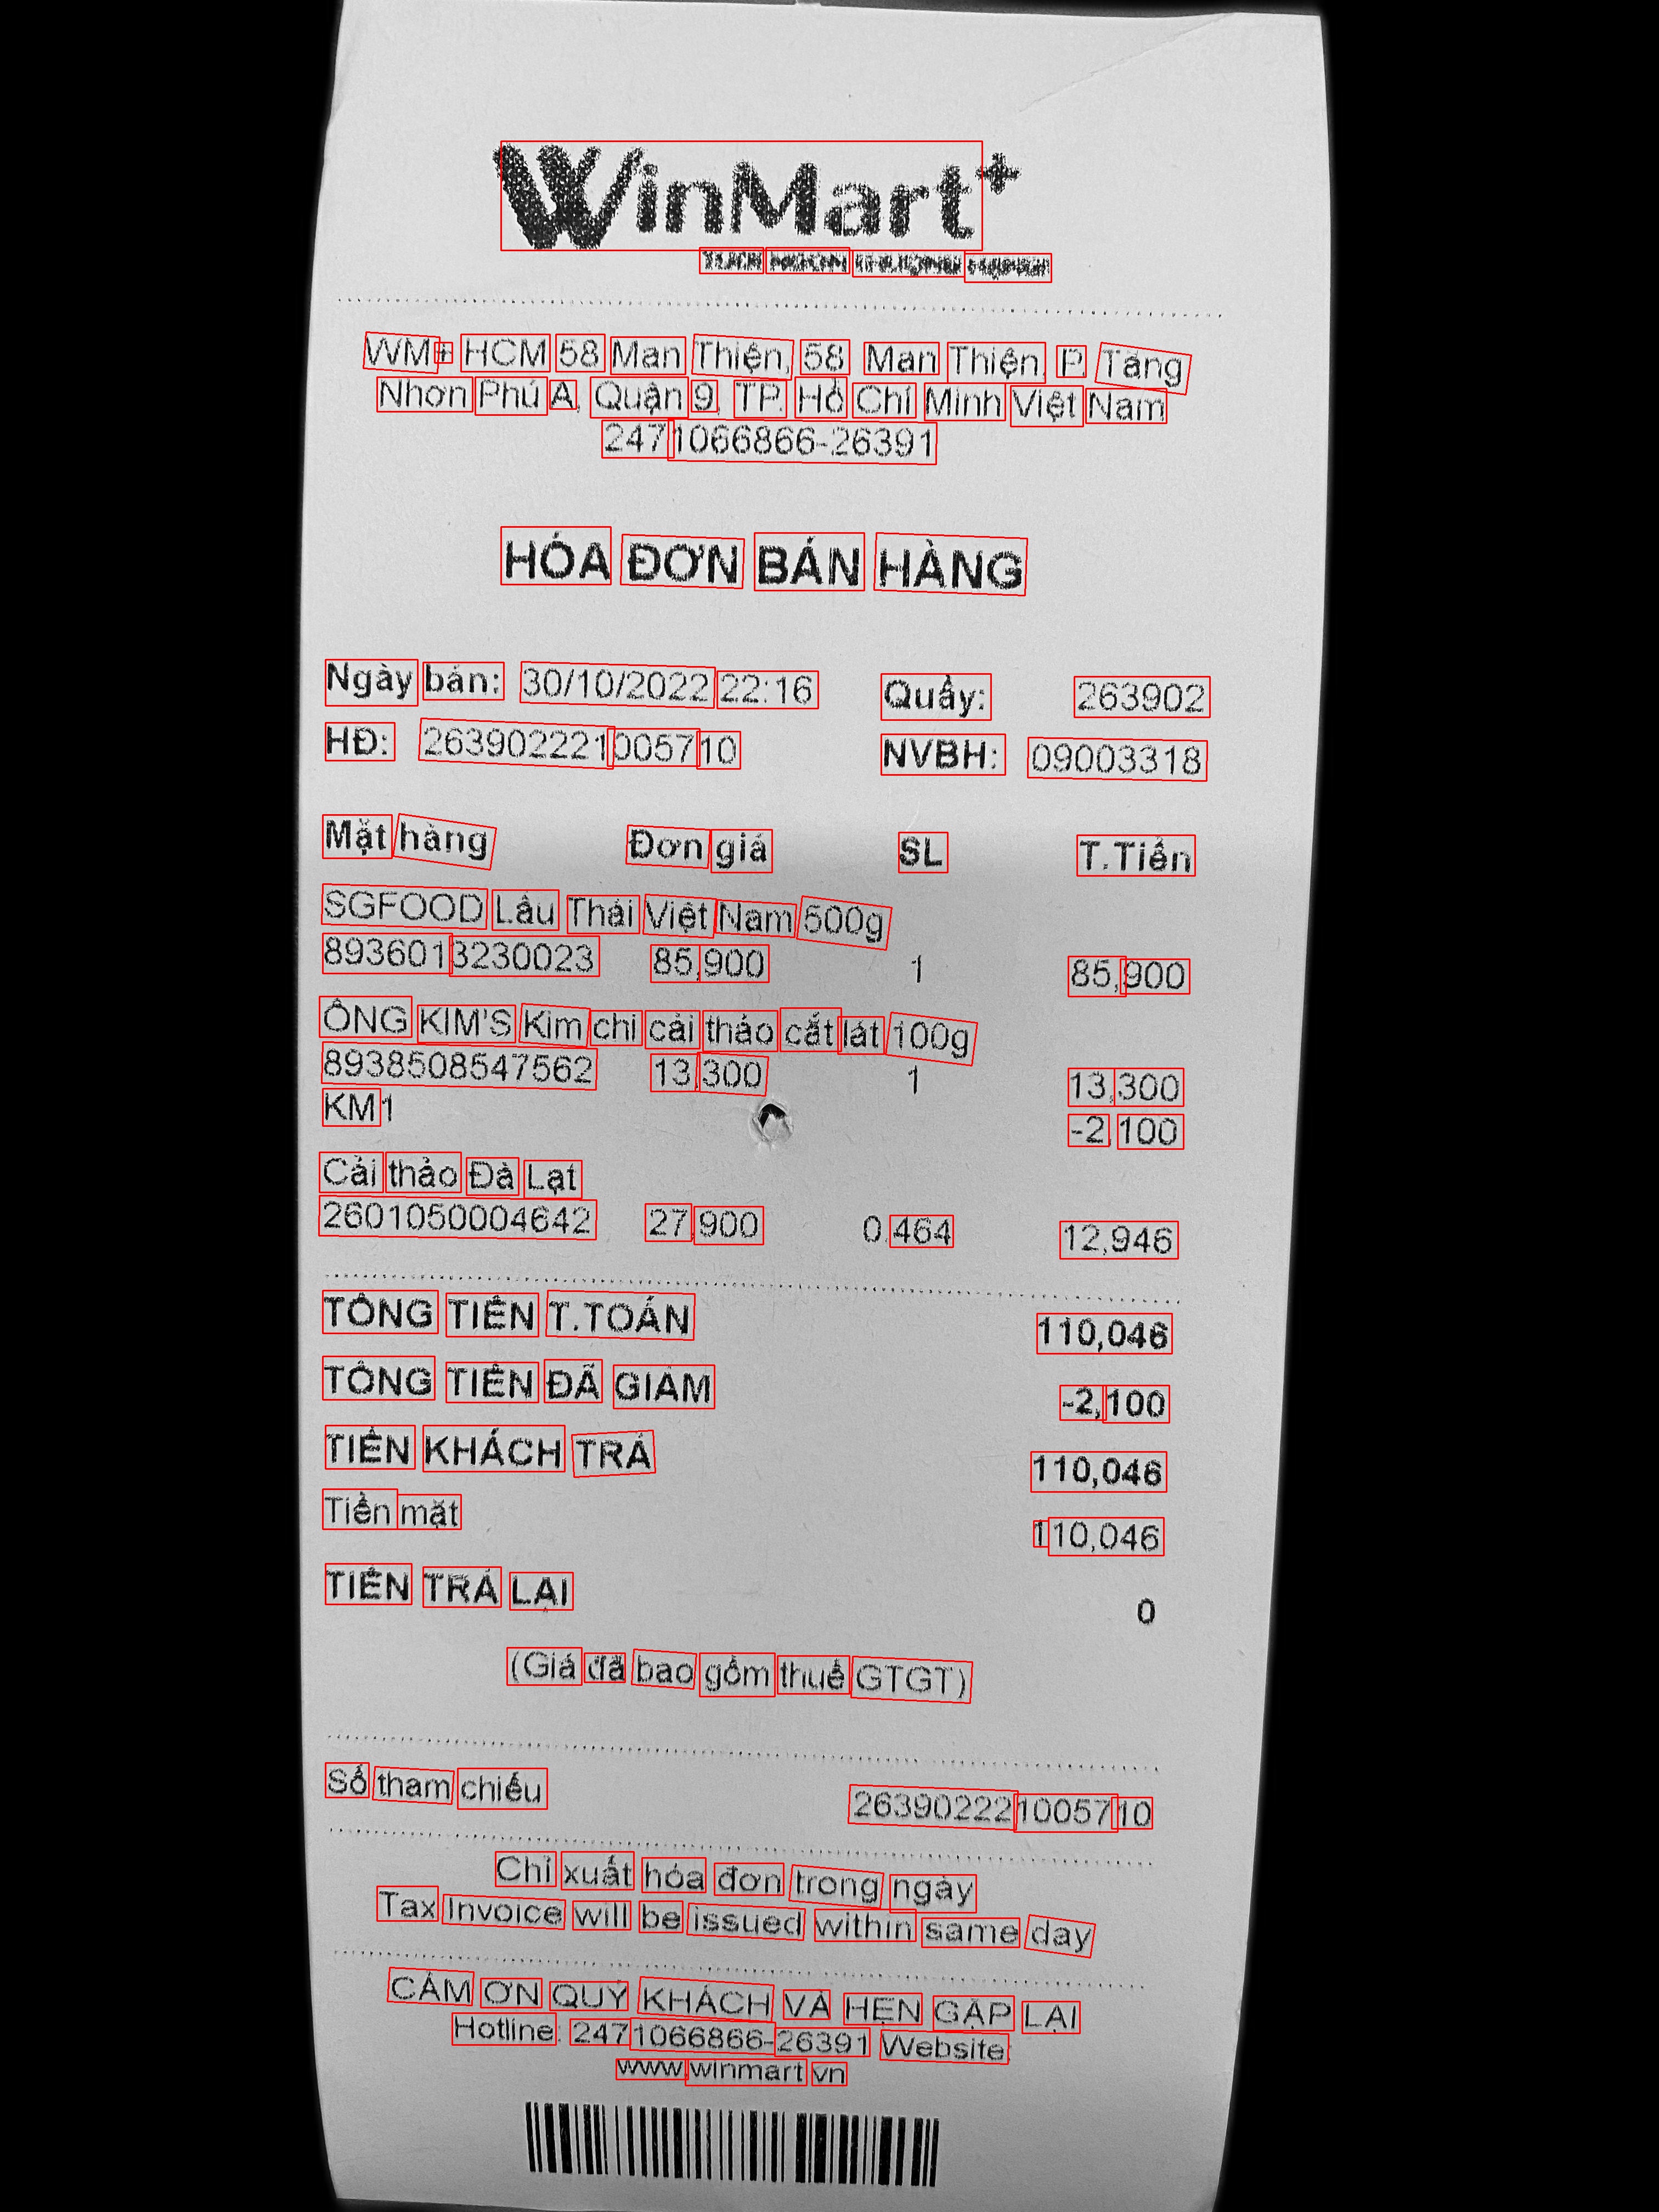 WinMart+
WM+ HCM 58 Man Thiện, 58 Man Thiện, P. Tăng
Nhơn Phú A, Quận 9, TP. Hồ Chí Minh Việt Nam
2471066866-26391
HÓA ĐƠN BÁN HÀNG
Ngày bán: 30/10/2022 22:16 Quầy: 263902
HĐ: 263902221005710 NVBH: 09003318
Mặt hàng Đơn giá SL T.Tiền
SGFOOD Lẩu Thái Việt Nam 500g
8936013230023 85,900 1 85,900
ÔNG KIM'S Kim chi cải thảo cắt lát 100g
8938508547562 13,300 1 13,300
KM1 -2,100
Cải thảo Đà Lạt
2601050004642 27,900 0.464 12,946
TỔNG TIỀN T.TOÁN 110,046
TỔNG TIỀN ĐÃ GIẢM -2,100
TIỀN KHÁCH TRẢ 110,046
Tiền mặt 110,046
TIỀN TRẢ LẠI 0
(Giá đã bao gồm thuế GTGT)
Số tham chiếu 263902221005710
Chỉ xuất hóa đơn trong ngày
Tax Invoice will be issued within same day
CẢM ƠN QUÝ KHÁCH VÀ HẸN GẶP LẠI
Hotline: 2471066866-26391 Website:
www.winmart.vn